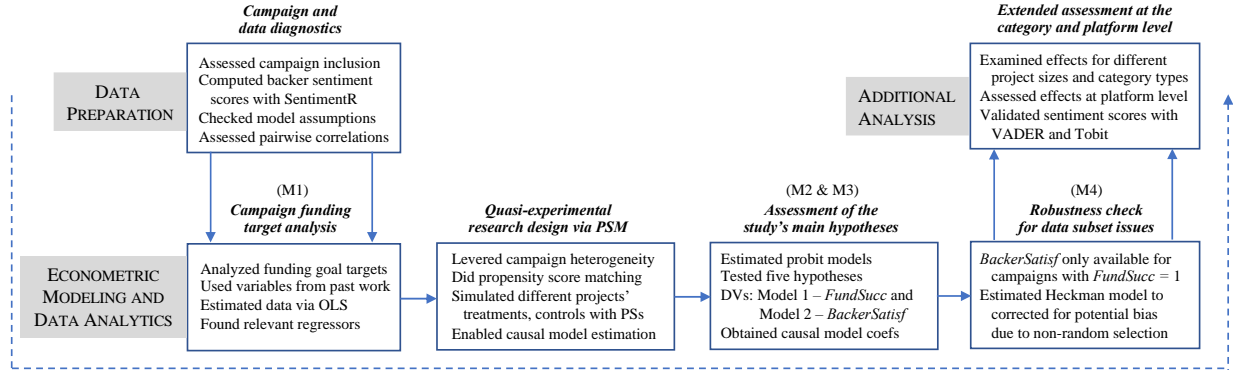 Campaign and
data diagnostics
DATA
PREPARATION
Assessed campaign inclusion
Computed backer sentiment
scores with SentimentR
Checked model assumptions
Assessed pairwise correlations
Extended assessment at the
category and platform level
ADDITIONAL
ANALYSIS
Examined effects for different
project sizes and category types
Assessed effects at platform level
Validated sentiment scores with
VADER and Tobit
ECONOMETRIC
MODELING AND
DATA ANALYTICS
(M1)
Campaign funding
target analysis
Analyzed funding goal targets
Used variables from past work
Estimated data via OLS
Found relevant regressors
Quasi-experimental
research design via PSM
Levered campaign heterogeneity
Did propensity score matching
Simulated different projects'
treatments, controls with PSs
Enabled causal model estimation
(M2 & M3)
Assessment of the
study's main hypotheses
Estimated probit models
Tested five hypotheses
DVs: Model 1 – FundSucc and
Model 2 – BackerSatisf
Obtained causal model coefs
(M4)
Robustness check
for data subset issues
BackerSatisf only available for
campaigns with FundSucc = 1
Estimated Heckman model to
corrected for potential bias
due to non-random selection